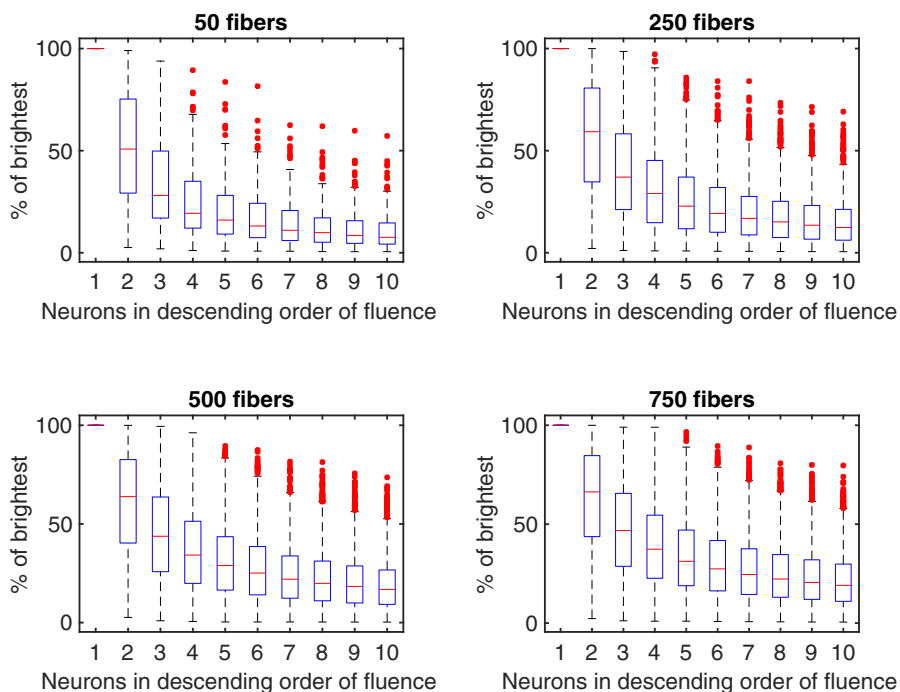 50 fibers
% of brightest
100
50
0
1 2 3 4 5 6 7 8 9 10
Neurons in descending order of fluence
250 fibers
% of brightest
100
50
0
1 2 3 4 5 6 7 8 9 10
Neurons in descending order of fluence
500 fibers
% of brightest
100
50
0
1 2 3 4 5 6 7 8 9 10
Neurons in descending order of fluence
750 fibers
% of brightest
100
50
0
1 2 3 4 5 6 7 8 9 10
Neurons in descending order of fluence